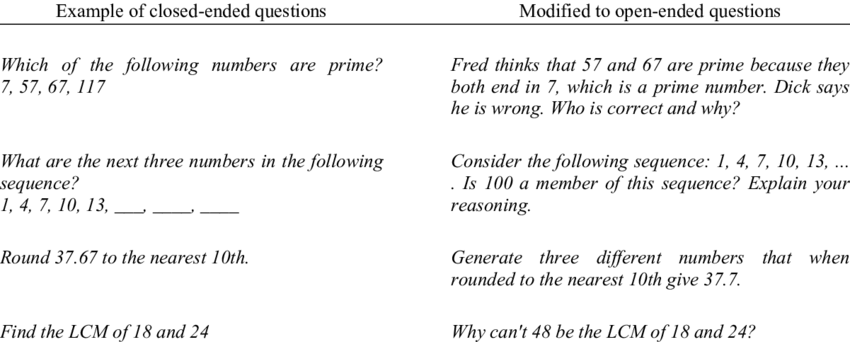 Example of closed-ended questions
Modified to open-ended questions
Which of the following numbers are prime?
7, 57, 67, 117
Fred thinks that 57 and 67 are prime because they
both end in 7, which is a prime number. Dick says
he is wrong. Who is correct and why?
What are the next three numbers in the following
sequence?
1, 4, 7, 10, 13, ___, ____, ____
Consider the following sequence: 1, 4, 7, 10, 13, ...
. Is 100 a member of this sequence? Explain your
reasoning.
Round 37.67 to the nearest 10th.
Generate three different numbers that when
rounded to the nearest 10th give 37.7.
Find the LCM of 18 and 24
Why can't 48 be the LCM of 18 and 24?